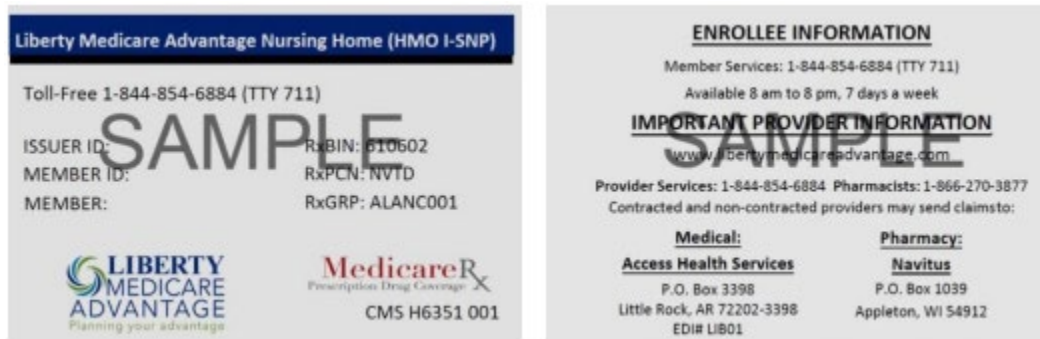 Liberty Medicare Advantage Nursing Home (HMO I-SNP)
Toll-Free 1-844-854-6884 (TTY 711)
SAMPLE
ISSUER ID: RxBIN: 610602
MEMBER ID: RxPCN: NVTD
MEMBER: RxGRP: ALANC001
LIBERTY
MEDICARE
ADVANTAGE
Planning your advantage
MedicareRx
Prescription Drug Coverage
CMS H6351 001
ENROLLEE INFORMATION
Member Services: 1-844-854-6884 (TTY 711)
Available 8 am to 8 pm, 7 days a week
IMPORTANT PROVIDER INFORMATION
SAMPLE
www.libertymedicareadvantage.com
Provider Services: 1-844-854-6884 Pharmacists: 1-866-270-3877
Contracted and non-contracted providers may send claimsto:
Medical:
Access Health Services
P.O. Box 3398
Little Rock, AR 72202-3398
EDI# LIB01
Pharmacy:
Navitus
P.O. Box 1039
Appleton, WI 54912